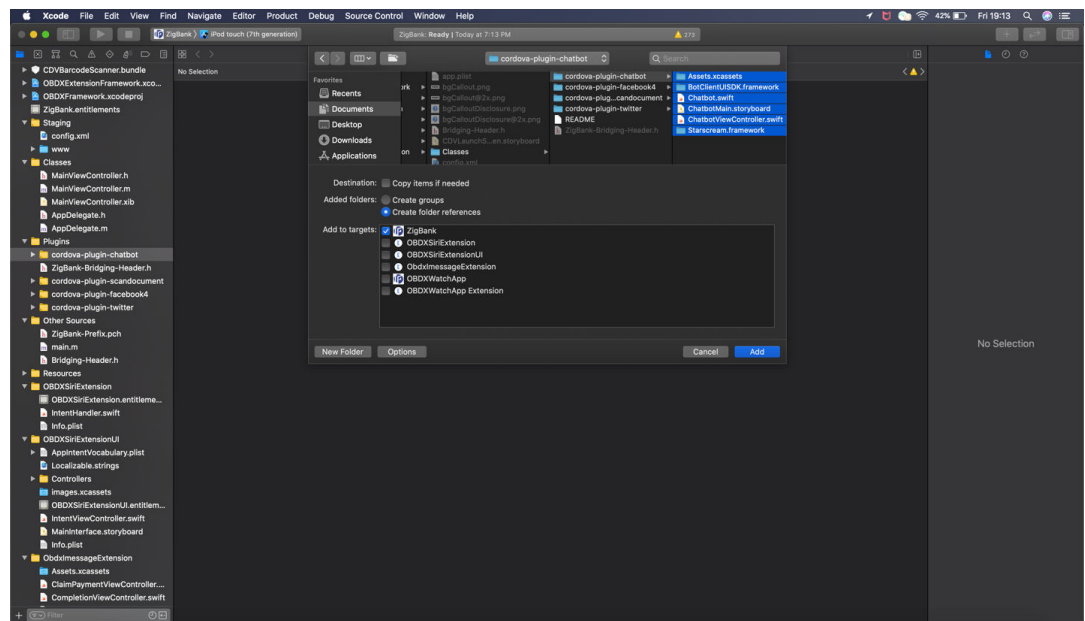 Xcode File Edit View Find Navigate Editor Product Debug Source Control Window Help
42% Fri 19:13
ZigBank iPod touch (7th generation)
ZigBank: Ready | Today at 7:13 PM
273
CDVBarcodeScanner.bundle
OBDXExtensionFramework.xco...
OBDXFramework.xcodeproj
ZigBank.entitlements
Staging
config.xml
www
Classes
MainViewController.h
MainViewController.m
MainViewController.xib
AppDelegate.h
AppDelegate.m
Plugins
cordova-plugin-chatbot
ZigBank-Bridging-Header.h
cordova-plugin-scandocument
cordova-plugin-facebook4
cordova-plugin-twitter
Other Sources
ZigBank-Prefix.pch
main.m
Bridging-Header.h
Resources
OBDXSiriExtension
OBDXSiriExtension.entitleme...
IntentHandler.swift
Info.plist
OBDXSiriExtensionUI
AppIntentVocabulary.plist
Localizable.strings
Controllers
images.xcassets
OBDXSiriExtensionUI.entitlem...
IntentViewController.swift
MainInterface.storyboard
Info.plist
ObdxImessageExtension
Assets.xcassets
ClaimPaymentViewController....
CompletionViewController.swift
Filter
No Selection
cordova-plugin-chatbot
Search
Favorites
Recents
Documents
Desktop
Downloads
Applications
ork
on
app.plist
bgCallout.png
bgCallout@2x.png
bgCalloutDisclosure.png
bgCalloutDisclosure@2x.png
Bridging-Header.h
CDVLaunchS...en.storyboard
Classes
config.xml
cordova-plugin-chatbot
cordova-plugin-facebook4
cordova-plug...candocument
cordova-plugin-twitter
README
ZigBank-Bridging-Header.h
Assets.xcassets
BotClientUISDK.framework
Chatbot.swift
ChatbotMain.storyboard
ChatbotViewController.swift
Starscream.framework
Destination: Copy items if needed
Added folders: Create groups
Create folder references
Add to targets: ZigBank
OBDXSiriExtension
OBDXSiriExtensionUI
ObdxImessageExtension
OBDXWatchApp
OBDXWatchApp Extension
New Folder Options Cancel Add
No Selection